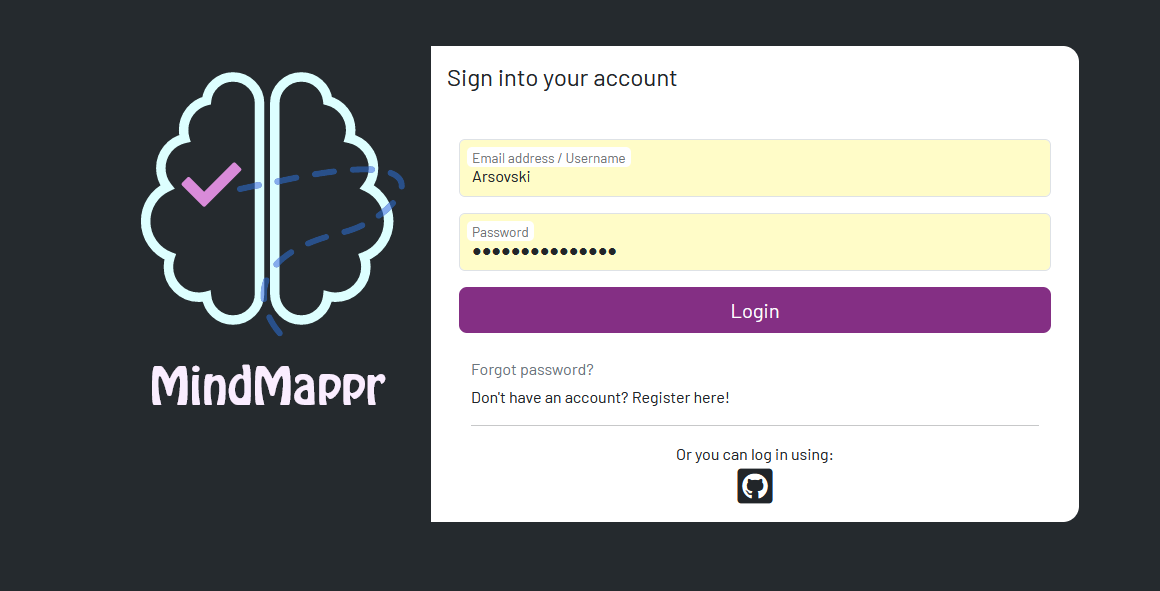 Sign into your account
Email address / Username
Arsovski
Password
●●●●●●●●●●●●●●●
Login
MindMappr
Forgot password?
Don't have an account? Register here!
Or you can log in using: